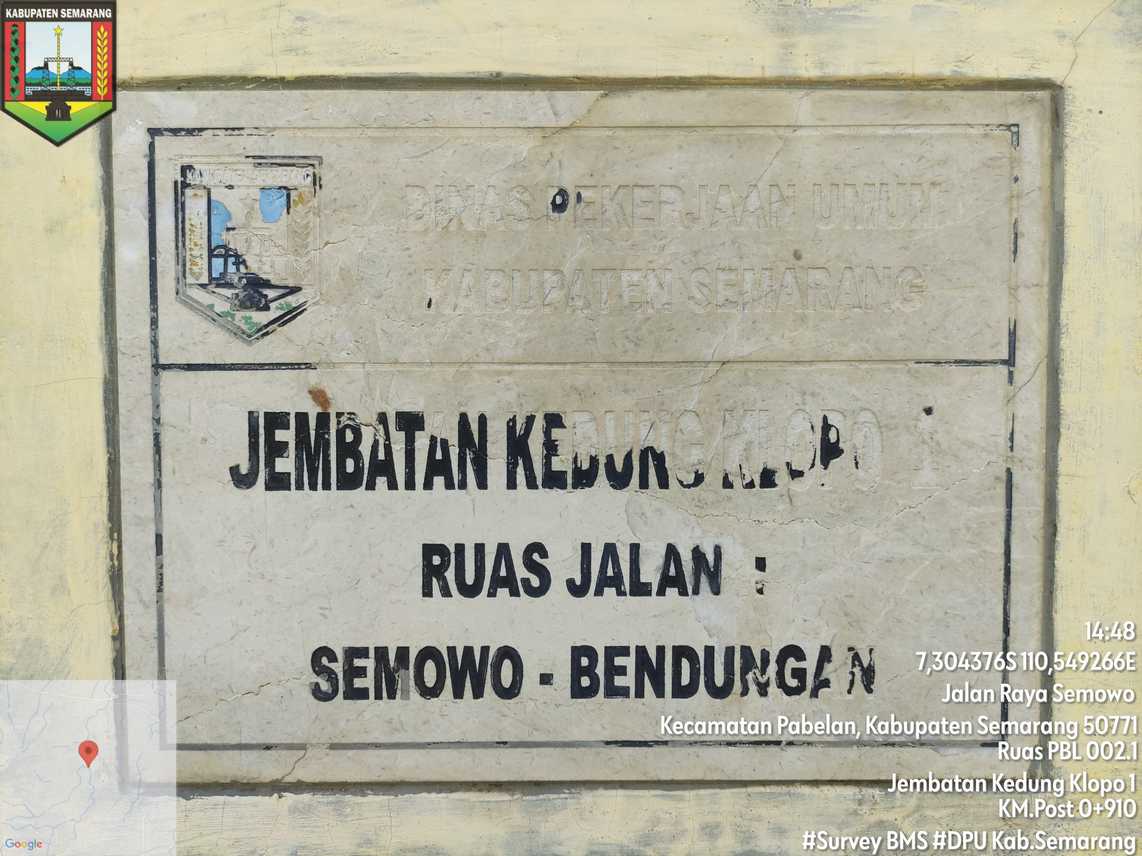 KABUPATEN SEMARANG
DINAS PEKERJAAN UMUM
KABUPATEN SEMARANG
JEMBATAN KEDUNG KLOPO 1
RUAS JALAN :
SEMOWO - BENDUNGAN
14:48
7,304376S 110,549266E
Jalan Raya Semowo
Kecamatan Pabelan, Kabupaten Semarang 50771
Ruas PBL 002.1
Jembatan Kedung Klopo 1
KM.Post 0+910
#Survey BMS #DPU Kab.Semarang
Google